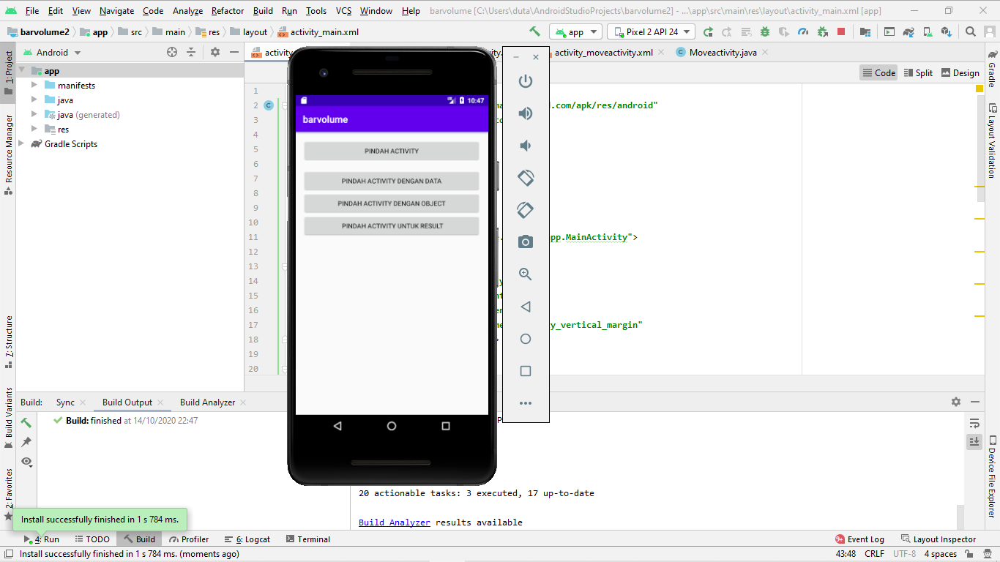 File Edit View Navigate Code Analyze Refactor Build Run Tools VCS Window Help barvolume [C:\Users\duta\AndroidStudioProjects\barvolume2] - ...\app\src\main\res\layout\activity_main.xml [app]
barvolume2 app src main res layout activity_main.xml app Pixel 2 API 24
1: Project
Resource Manager
7: Structure
Build Variants
2: Favorites
Android
app
manifests
java
java (generated)
res
Gradle Scripts
activity_moveactivity.xml Moveactivity.java
Code Split Design
1
2 .com/apk/res/android"
3
4
5
6
7
8
9
10
11 pp.MainActivity">
12
13
14
15
16
17 y_vertical_margin"
18
19
20
10:47
barvolume
PINDAH ACTIVITY
PINDAH ACTIVITY DENGAN DATA
PINDAH ACTIVITY DENGAN OBJECT
PINDAH ACTIVITY UNTUK RESULT
Gradle
Layout Validation
Device File Explorer
Build: Sync Build Output Build Analyzer
Build: finished at 14/10/2020 22:47
20 actionable tasks: 3 executed, 17 up-to-date
Build Analyzer results available
Install successfully finished in 1 s 784 ms.
4: Run TODO Build Profiler 6: Logcat Terminal 9+ Event Log Layout Inspector
Install successfully finished in 1 s 784 ms. (moments ago) 43:48 CRLF UTF-8 4 spaces